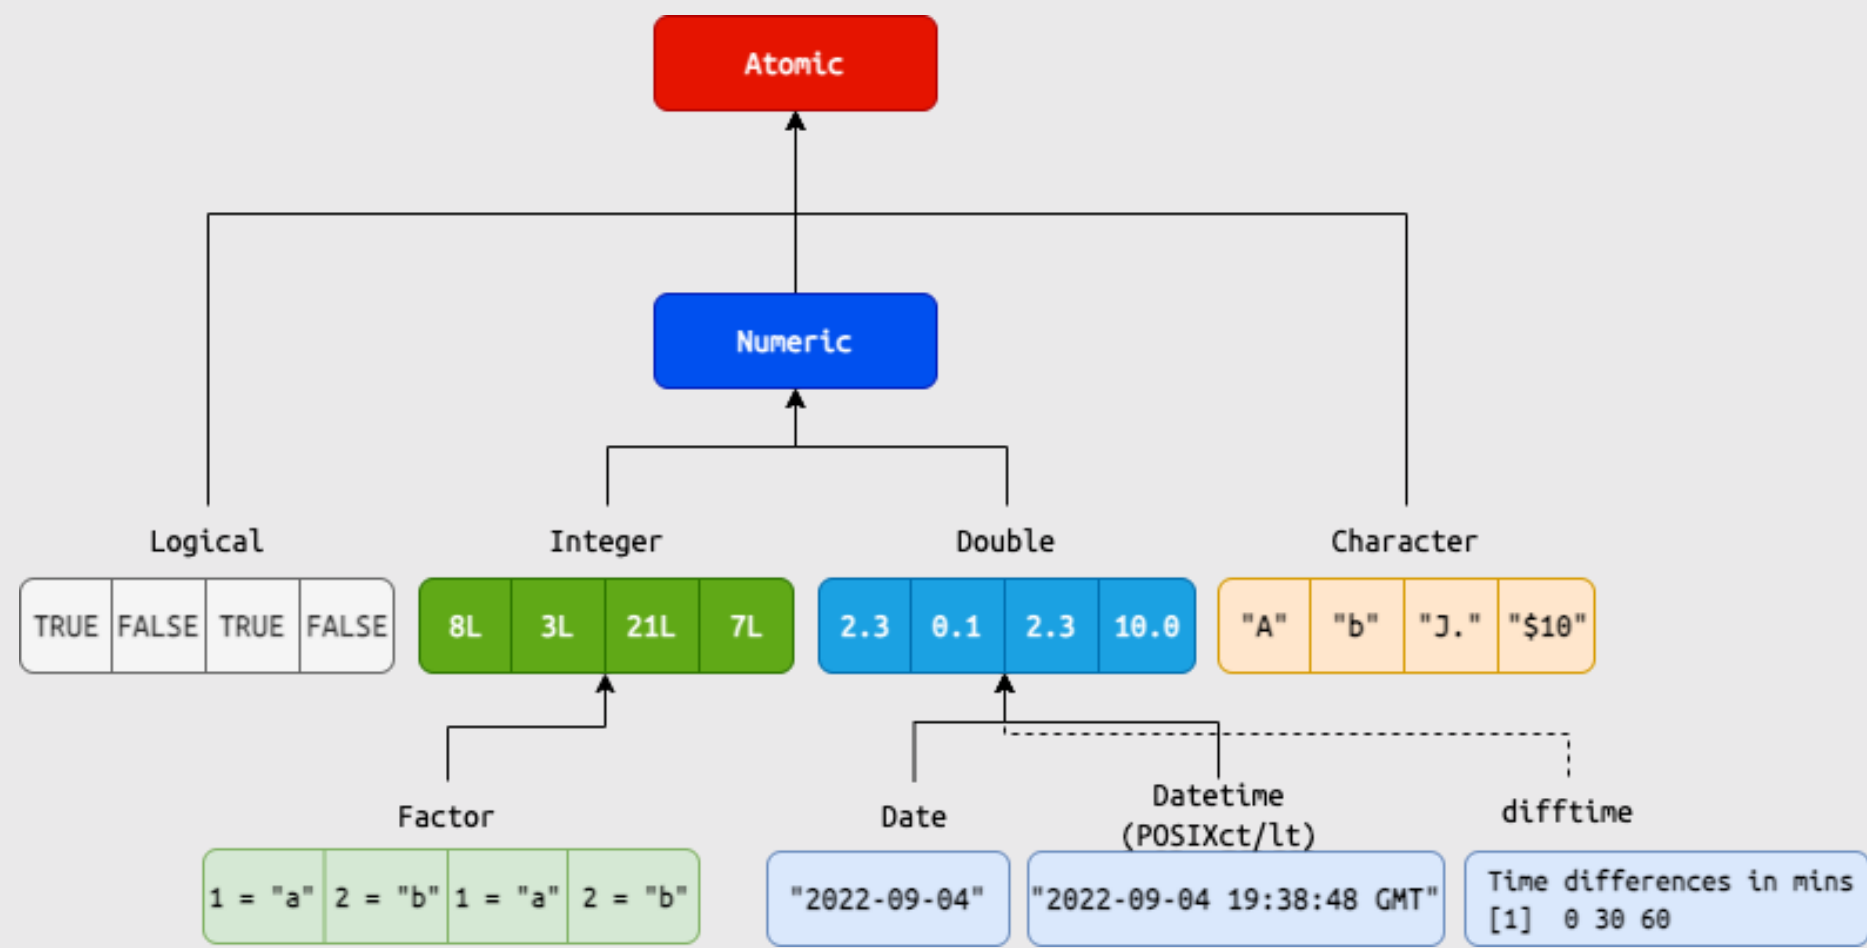 Atomic
Numeric
Logical
Integer
Double
Character
TRUE FALSE TRUE FALSE
8L 3L 21L 7L
2.3 0.1 2.3 10.0
"A" "b" "J." "$10"
Factor
Date
Datetime
(POSIXct/lt)
difftime
1 = "a" 2 = "b" 1 = "a" 2 = "b"
"2022-09-04"
"2022-09-04 19:38:48 GMT"
Time differences in mins
[1]  0 30 60